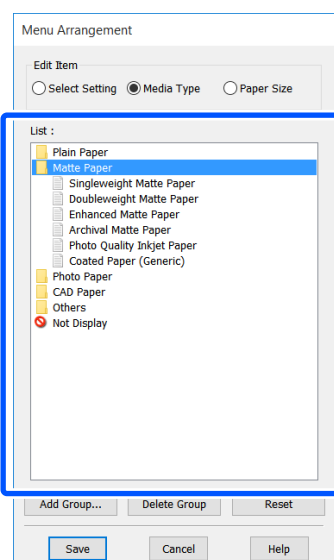 Menu Arrangement
Edit Item
Select Setting Media Type Paper Size
List :
Plain Paper
Matte Paper
Singleweight Matte Paper
Doubleweight Matte Paper
Enhanced Matte Paper
Archival Matte Paper
Photo Quality Inkjet Paper
Coated Paper (Generic)
Photo Paper
CAD Paper
Others
Not Display
Add Group... Delete Group Reset
Save Cancel Help